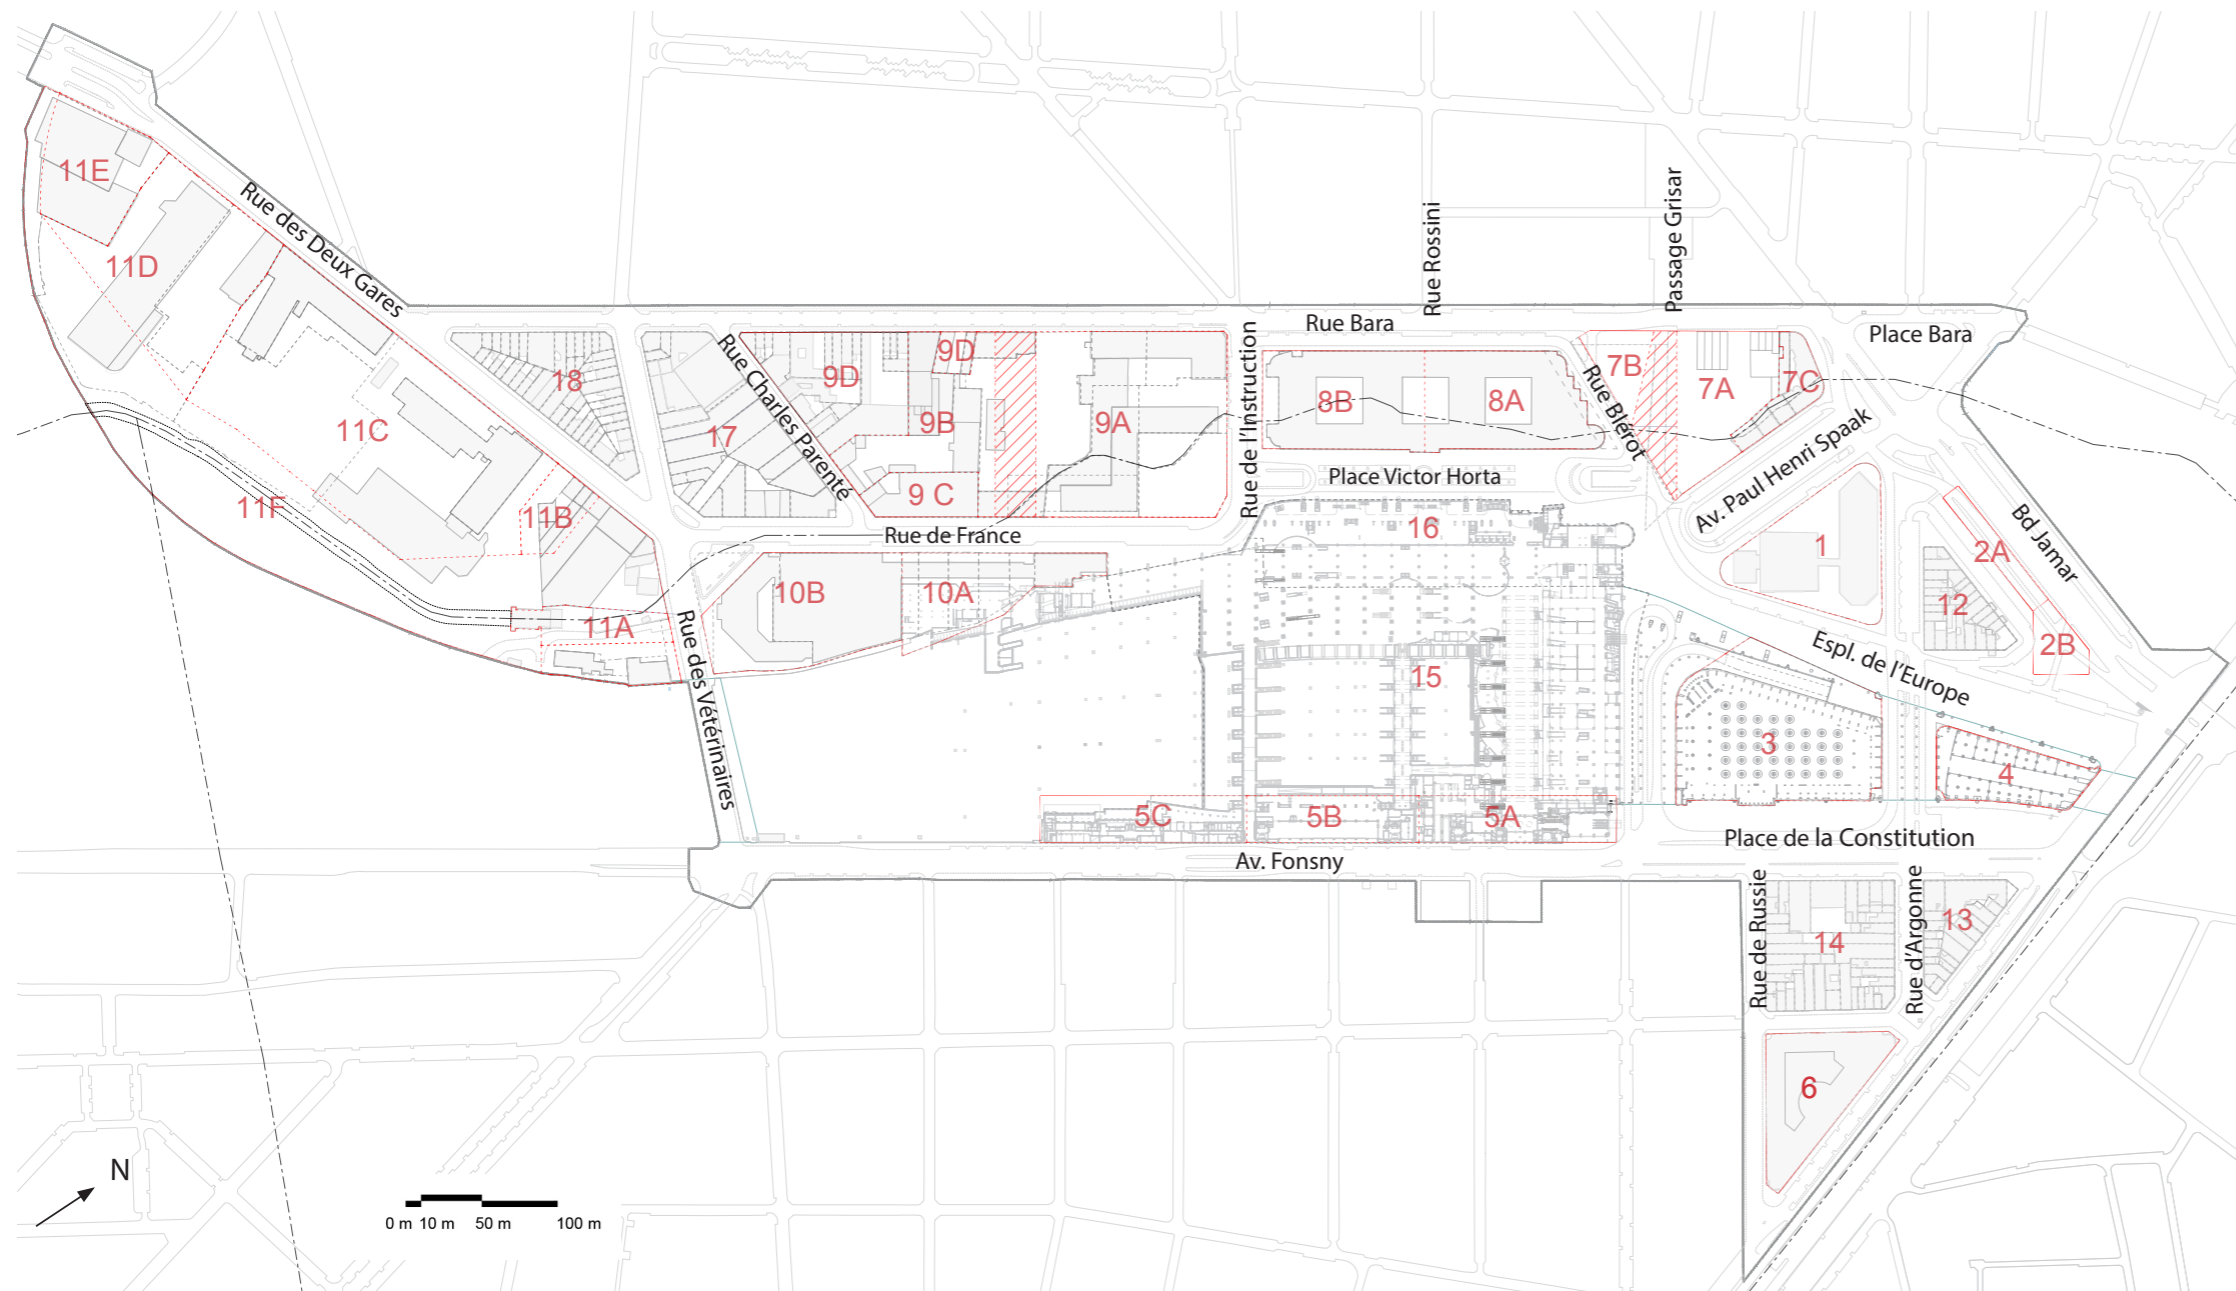 11E
11D
Rue des Deux Gares
11C
11F
11B
11A
18
17
Rue Charles Parenté
9D
9D
9B
9A
9 C
Rue de France
10B
10A
Rue des Vétérinaires
Rue de l'Instruction
Rue Bara
Rue Rossini
Passage Grisar
Place Bara
8B
8A
7B
7A
7C
Rue Blérot
Place Victor Horta
Av. Paul Henri Spaak
16
15
1
2A
Bd Jamar
12
2B
Espl. de l'Europe
3
4
5C
5B
5A
Place de la Constitution
Av. Fonsny
Rue de Russie
14
Rue d'Argonne
13
6
N
0 m 10 m 50 m 100 m